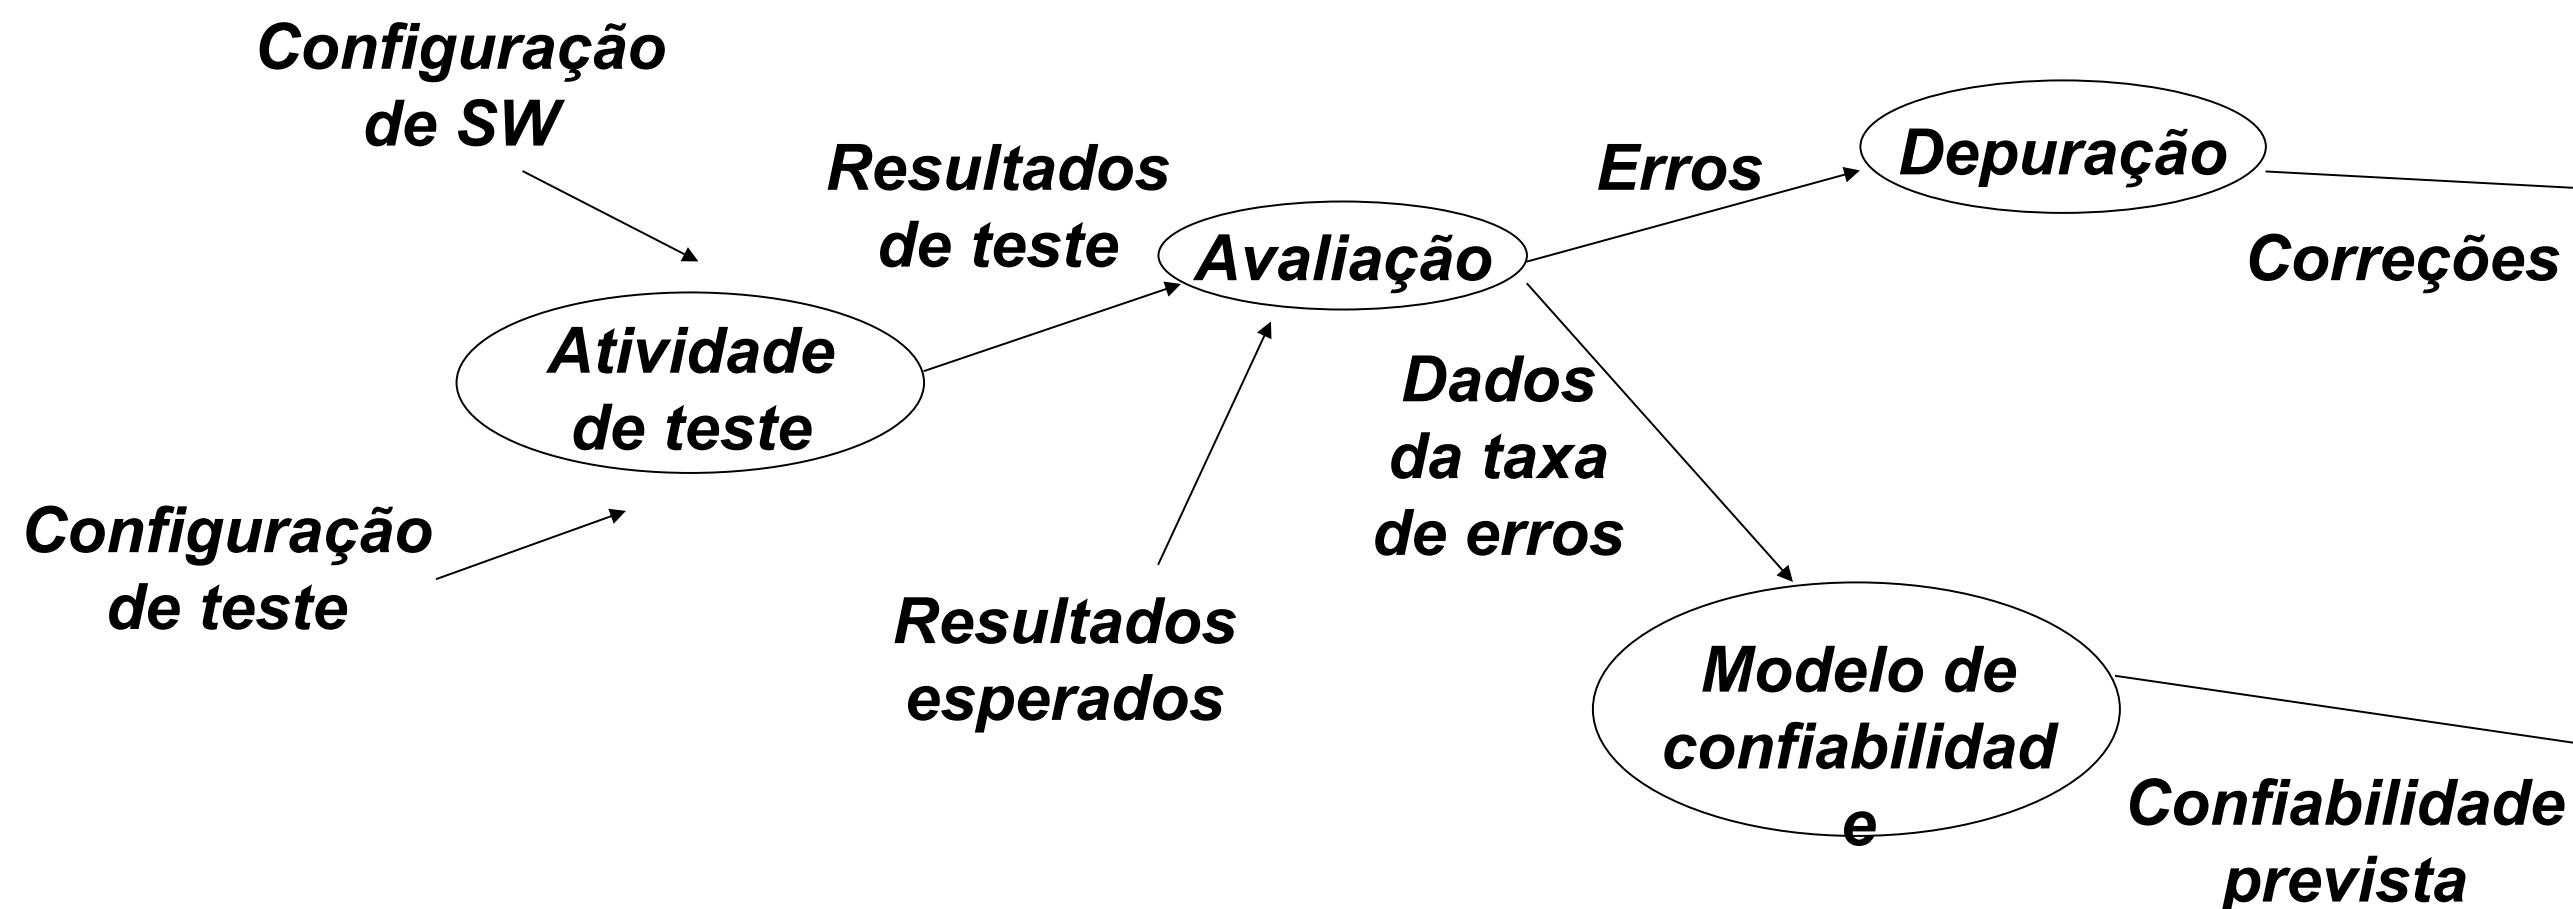 Configuração
de SW
Resultados
de teste
Erros
Depuração
Avaliação
Correções
Atividade
de teste
Dados
da taxa
de erros
Configuração
de teste
Resultados
esperados
Modelo de
confiabilidad
e
Confiabilidade
prevista